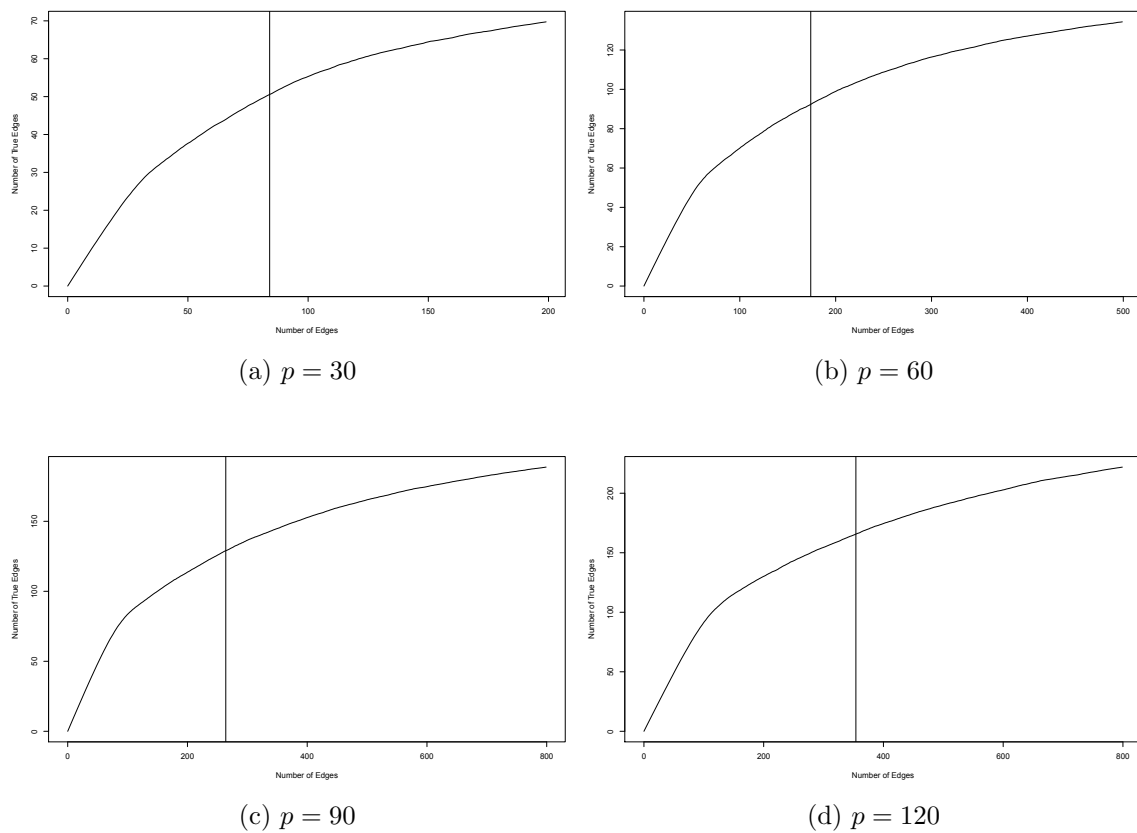 70
60
50
40
30
20
10
0
Number of True Edges
0 50 100 150 200
Number of Edges
(a) p = 30
120
100
80
60
40
20
0
Number of True Edges
0 100 200 300 400 500
Number of Edges
(b) p = 60
150
100
50
0
Number of True Edges
0 200 400 600 800
Number of Edges
(c) p = 90
200
150
100
50
0
Number of True Edges
0 200 400 600 800
Number of Edges
(d) p = 120